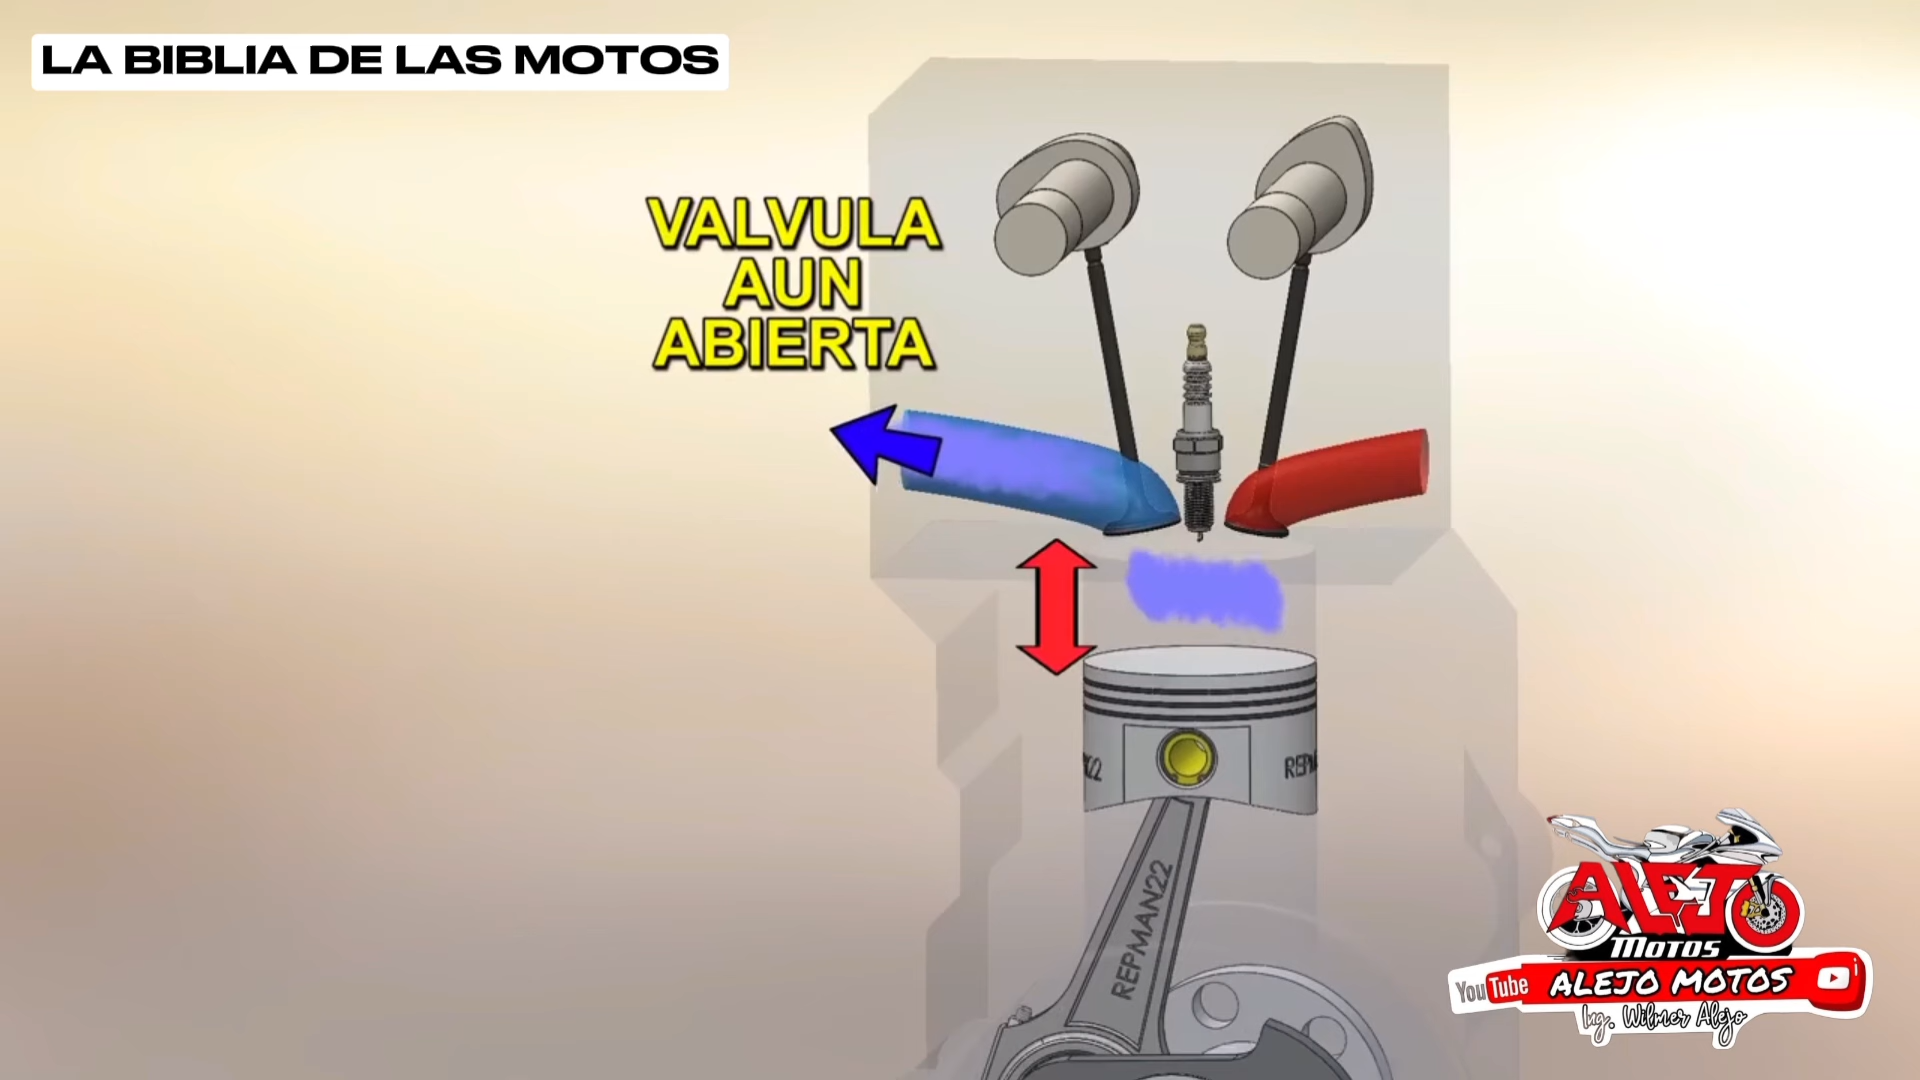 LA BIBLIA DE LAS MOTOS
VALVULA
AUN
ABIERTA
REPMAN22
ALEJO
MOTOS
YouTube ALEJO MOTOS
Ing. Wilmer Alejo